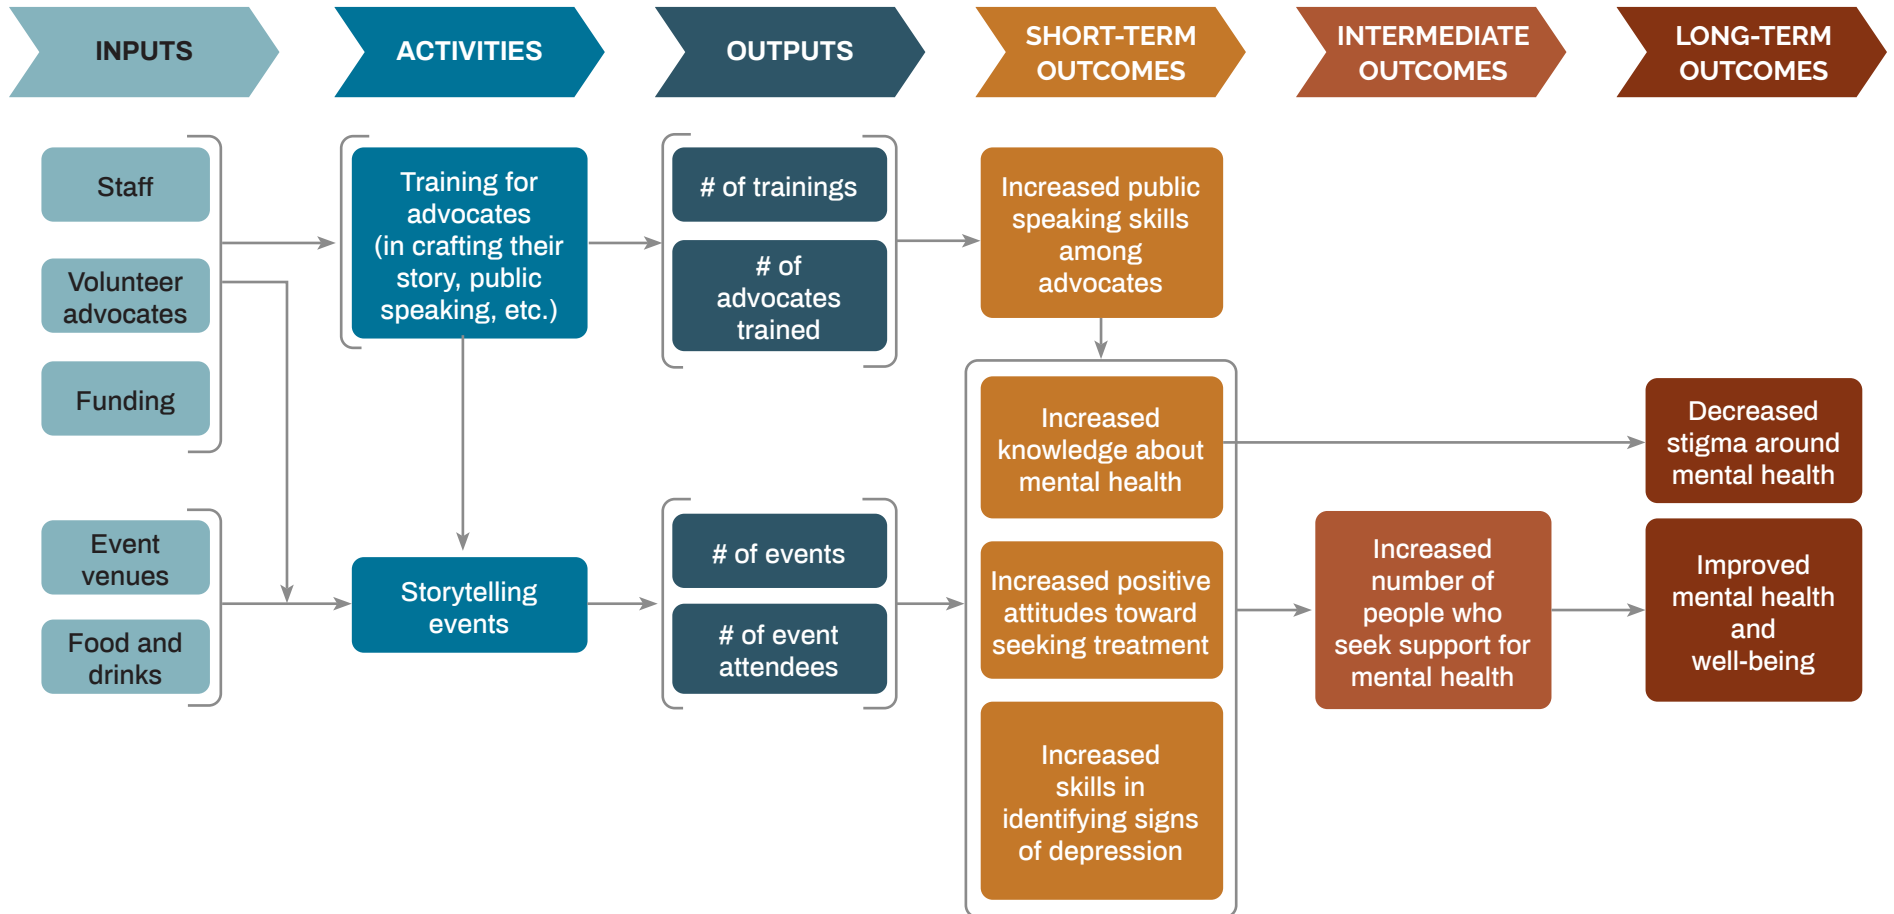 INPUTS
ACTIVITIES
OUTPUTS
SHORT-TERM
OUTCOMES
INTERMEDIATE
OUTCOMES
LONG-TERM
OUTCOMES
Staff
Volunteer
advocates
Funding
Event
venues
Food and
drinks
Training for
advocates
(in crafting their
story, public
speaking, etc.)
Storytelling
events
# of trainings
# of
advocates
trained
# of events
# of event
attendees
Increased public
speaking skills
among
advocates
Increased
knowledge about
mental health
Increased positive
attitudes toward
seeking treatment
Increased
skills in
identifying signs
of depression
Increased
number of
people who
seek support for
mental health
Decreased
stigma around
mental health
Improved
mental health
and
well-being